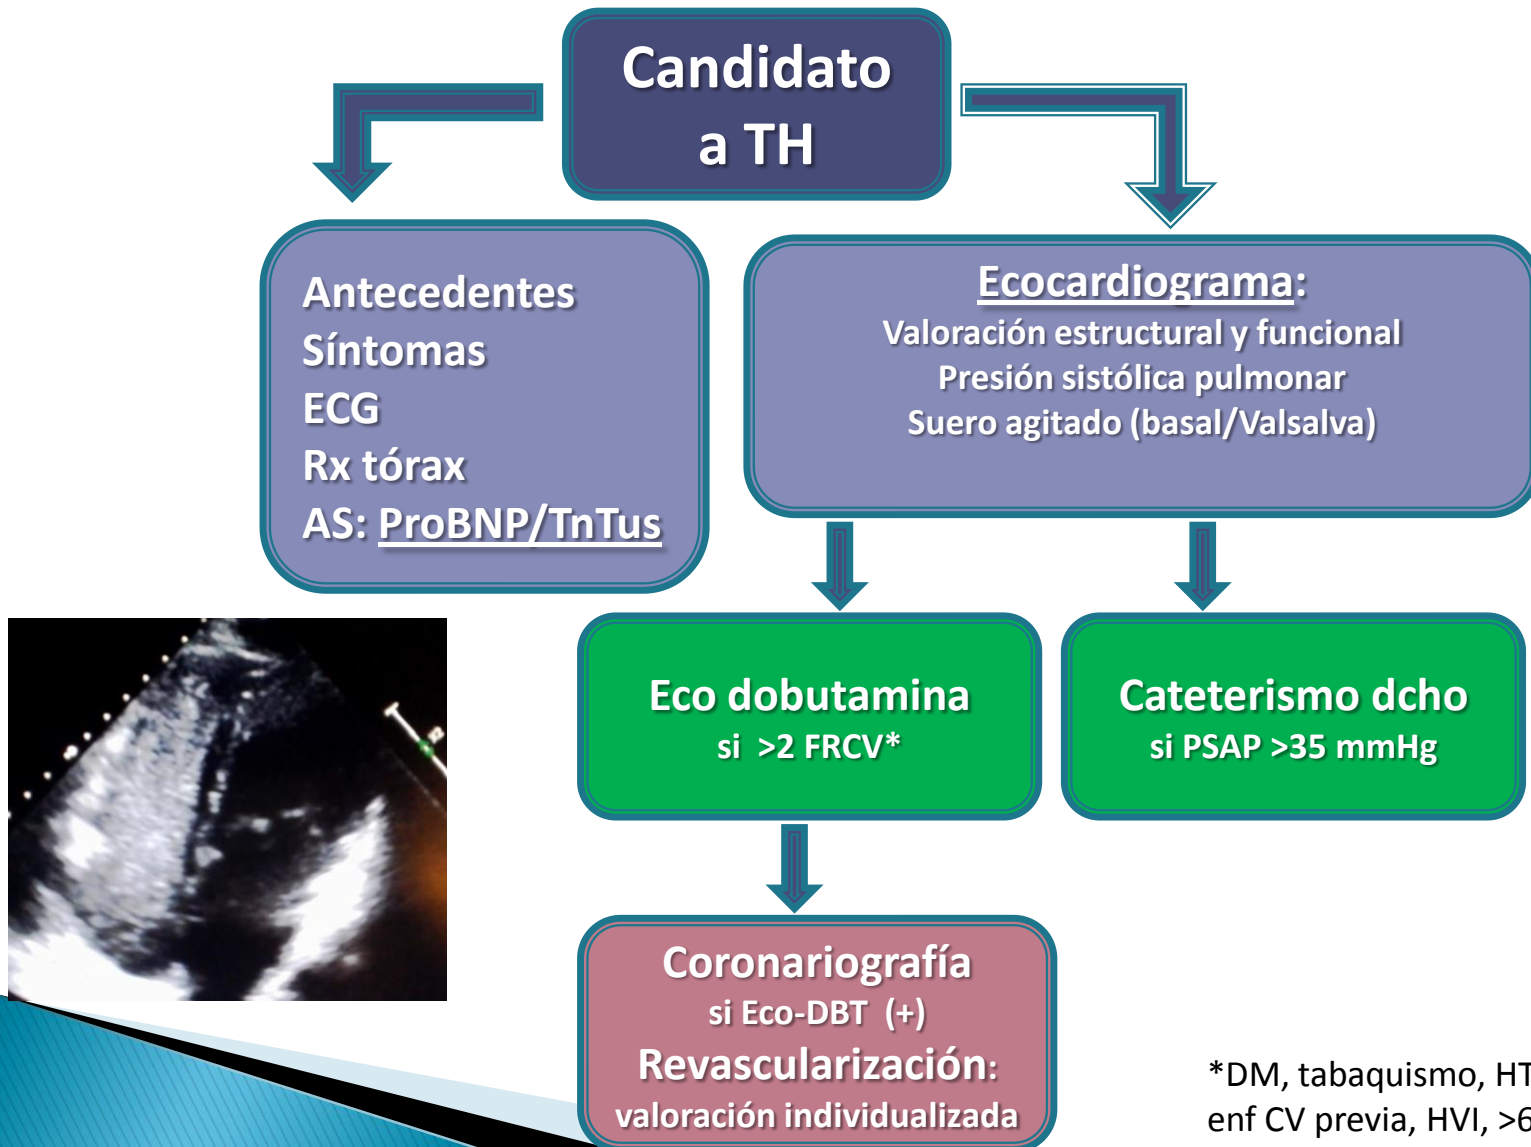 Candidato
a TH
Antecedentes
Síntomas
ECG
Rx tórax
AS: ProBNP/TnTus
Ecocardiograma:
Valoración estructural y funcional
Presión sistólica pulmonar
Suero agitado (basal/Valsalva)
Eco dobutamina
si >2 FRCV*
Cateterismo dcho
si PSAP >35 mmHg
Coronariografía
si Eco-DBT (+)
Revascularización:
valoración individualizada
*DM, tabaquismo, HT
enf CV previa, HVI, >6